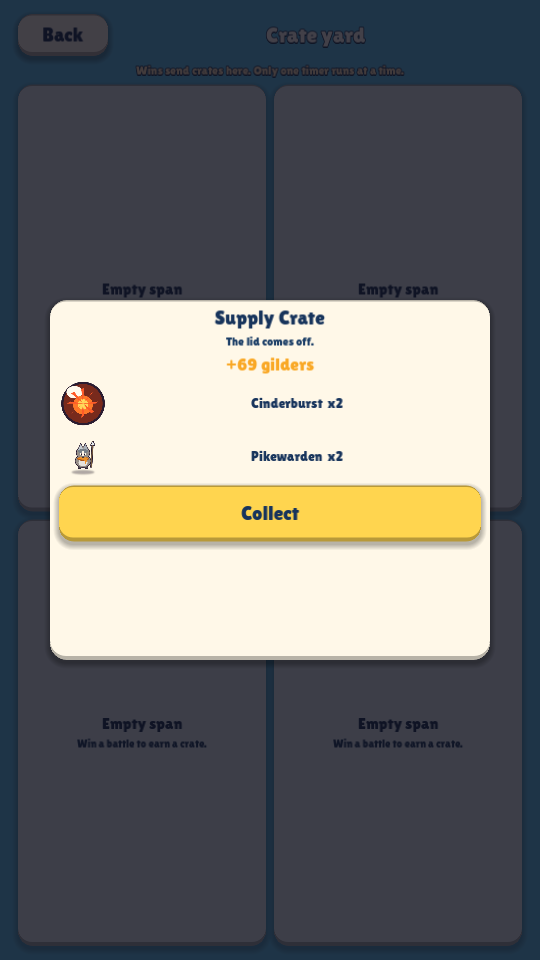 Back
Crate yard
Wins send crates here. Only one timer runs at a time.
Empty span
Empty span
Supply Crate
The lid comes off.
+69 gilders
Cinderburst x2
Pikewarden x2
Collect
Empty span
Win a battle to earn a crate.
Empty span
Win a battle to earn a crate.